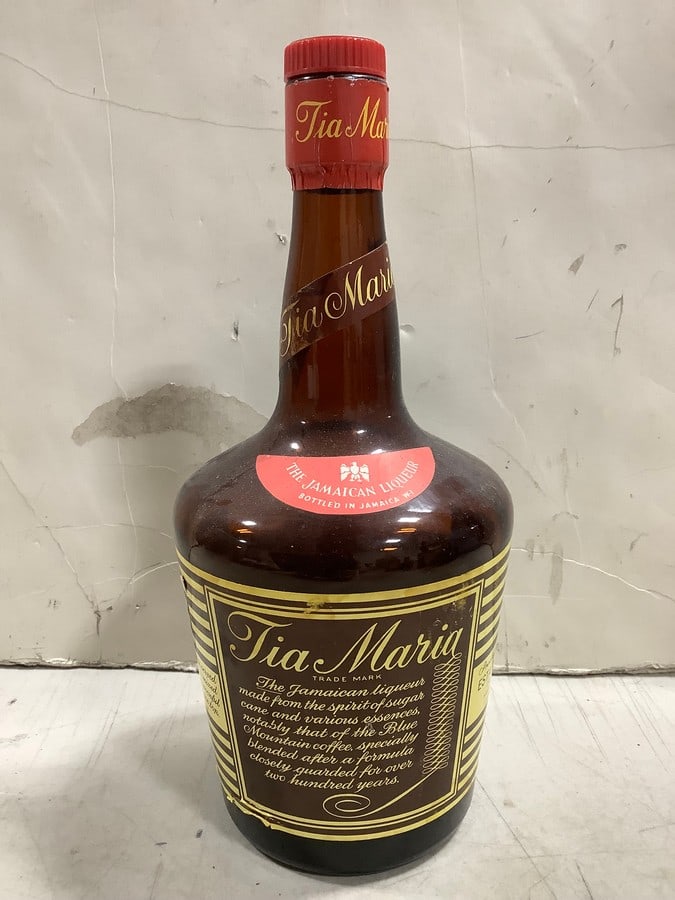 Tia Mar
Tia Mari
THE JAMAICAN LIQUEUR
BOTTLED IN JAMAICA W.I.
Tia Maria
TRADE MARK
The Jamaican liqueur
made from the spirit of sugar
cane and various essences,
notably that of the Blue
Mountain coffee, specially
blended after a formula
closely guarded for over
two hundred years.